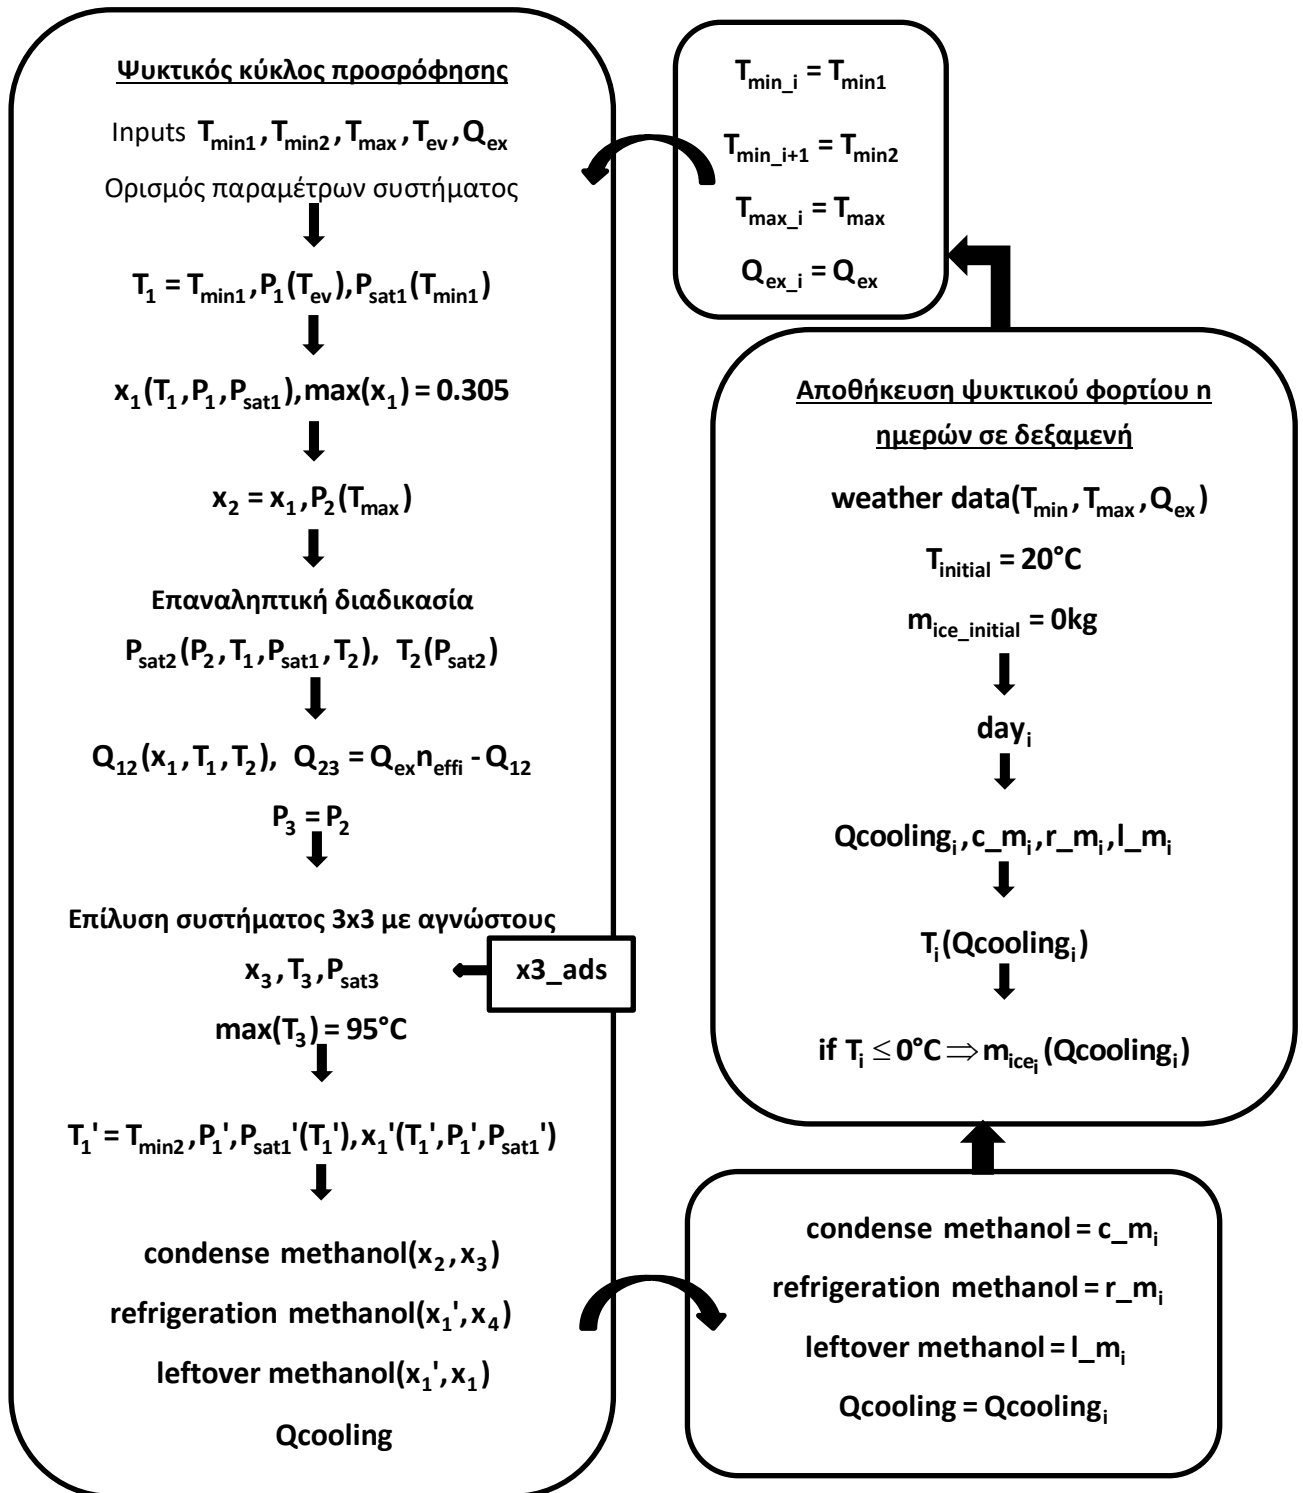 Ψυκτικός κύκλος προσρόφησης
Inputs T_min1, T_min2, T_max, T_ev, Q_ex
Ορισμός παραμέτρων συστήματος
T_1 = T_min1, P_1(T_ev), P_sat1(T_min1)
x_1(T_1, P_1, P_sat1), max(x_1) = 0.305
x_2 = x_1, P_2(T_max)
Επαναληπτική διαδικασία
P_sat2(P_2, T_1, P_sat1, T_2), T_2(P_sat2)
Q_12(x_1, T_1, T_2), Q_23 = Q_ex n_effi - Q_12
P_3 = P_2
Επίλυση συστήματος 3x3 με αγνώστους
x_3, T_3, P_sat3
x3_ads
max(T_3) = 95°C
T_1' = T_min2, P_1', P_sat1'(T_1'), x_1'(T_1', P_1', P_sat1')
condense methanol(x_2, x_3)
refrigeration methanol(x_1', x_4)
leftover methanol(x_1', x_1)
Qcooling
T_min_i = T_min1
T_min_i+1 = T_min2
T_max_i = T_max
Q_ex_i = Q_ex
Αποθήκευση ψυκτικού φορτίου n
ημερών σε δεξαμενή
weather data(T_min, T_max, Q_ex)
T_initial = 20°C
m_ice_initial = 0kg
day_i
Qcooling_i, c_m_i, r_m_i, l_m_i
T_i(Qcooling_i)
if T_i ≤ 0°C ⇒ m_ice_i(Qcooling_i)
condense methanol = c_m_i
refrigeration methanol = r_m_i
leftover methanol = l_m_i
Qcooling = Qcooling_i